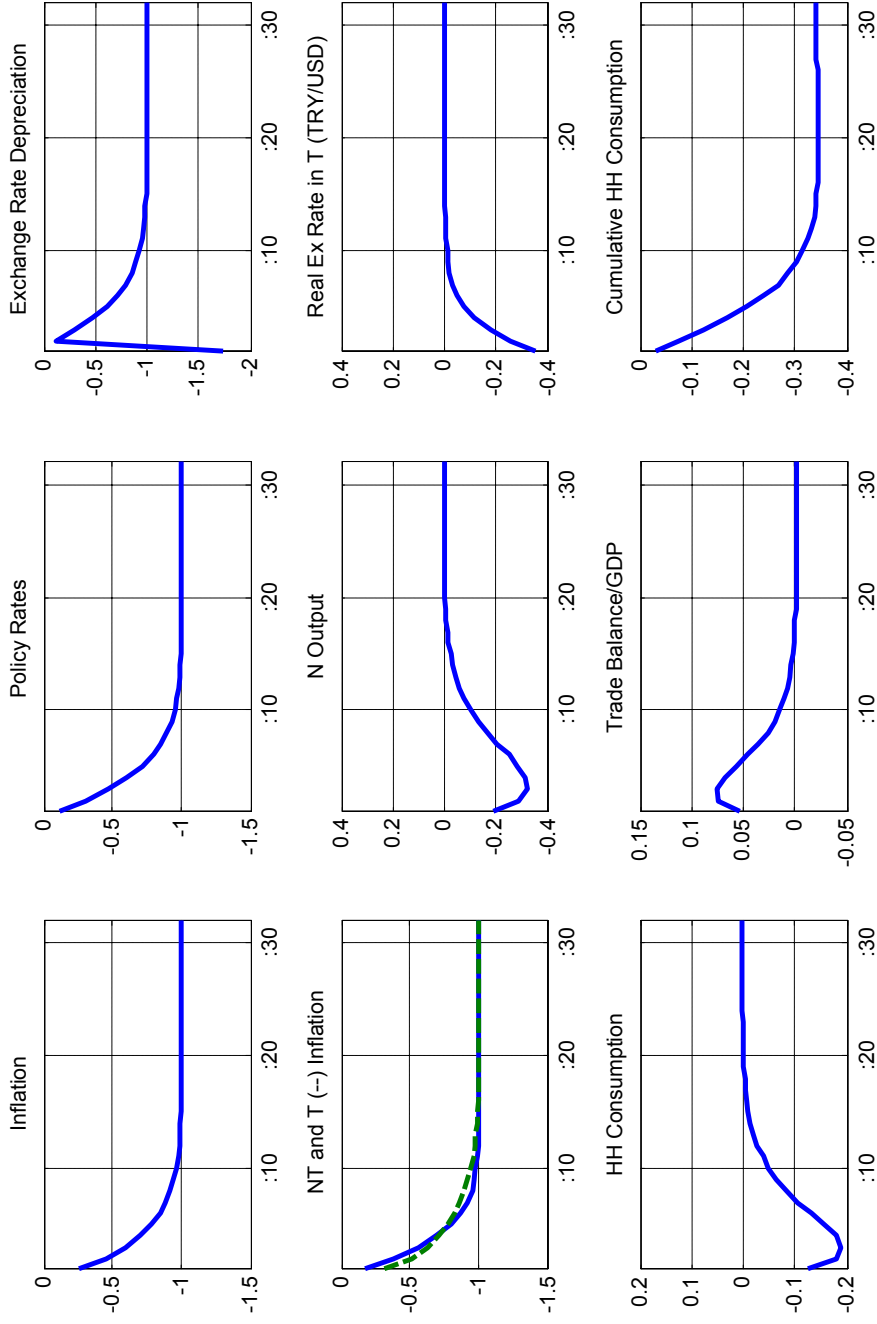 Inflation
0
-0.5
-1
-1.5
:10 :20 :30
Policy Rates
0
-0.5
-1
-1.5
:10 :20 :30
Exchange Rate Depreciation
0
-0.5
-1
-1.5
-2
:10 :20 :30
NT and T (--) Inflation
0
-0.5
-1
-1.5
:10 :20 :30
N Output
0.4
0.2
0
-0.2
-0.4
:10 :20 :30
Real Ex Rate in T (TRY/USD)
0.4
0.2
0
-0.2
-0.4
:10 :20 :30
HH Consumption
0.2
0.1
0
-0.1
-0.2
:10 :20 :30
Trade Balance/GDP
0.15
0.1
0.05
0
-0.05
:10 :20 :30
Cumulative HH Consumption
0
-0.1
-0.2
-0.3
-0.4
:10 :20 :30